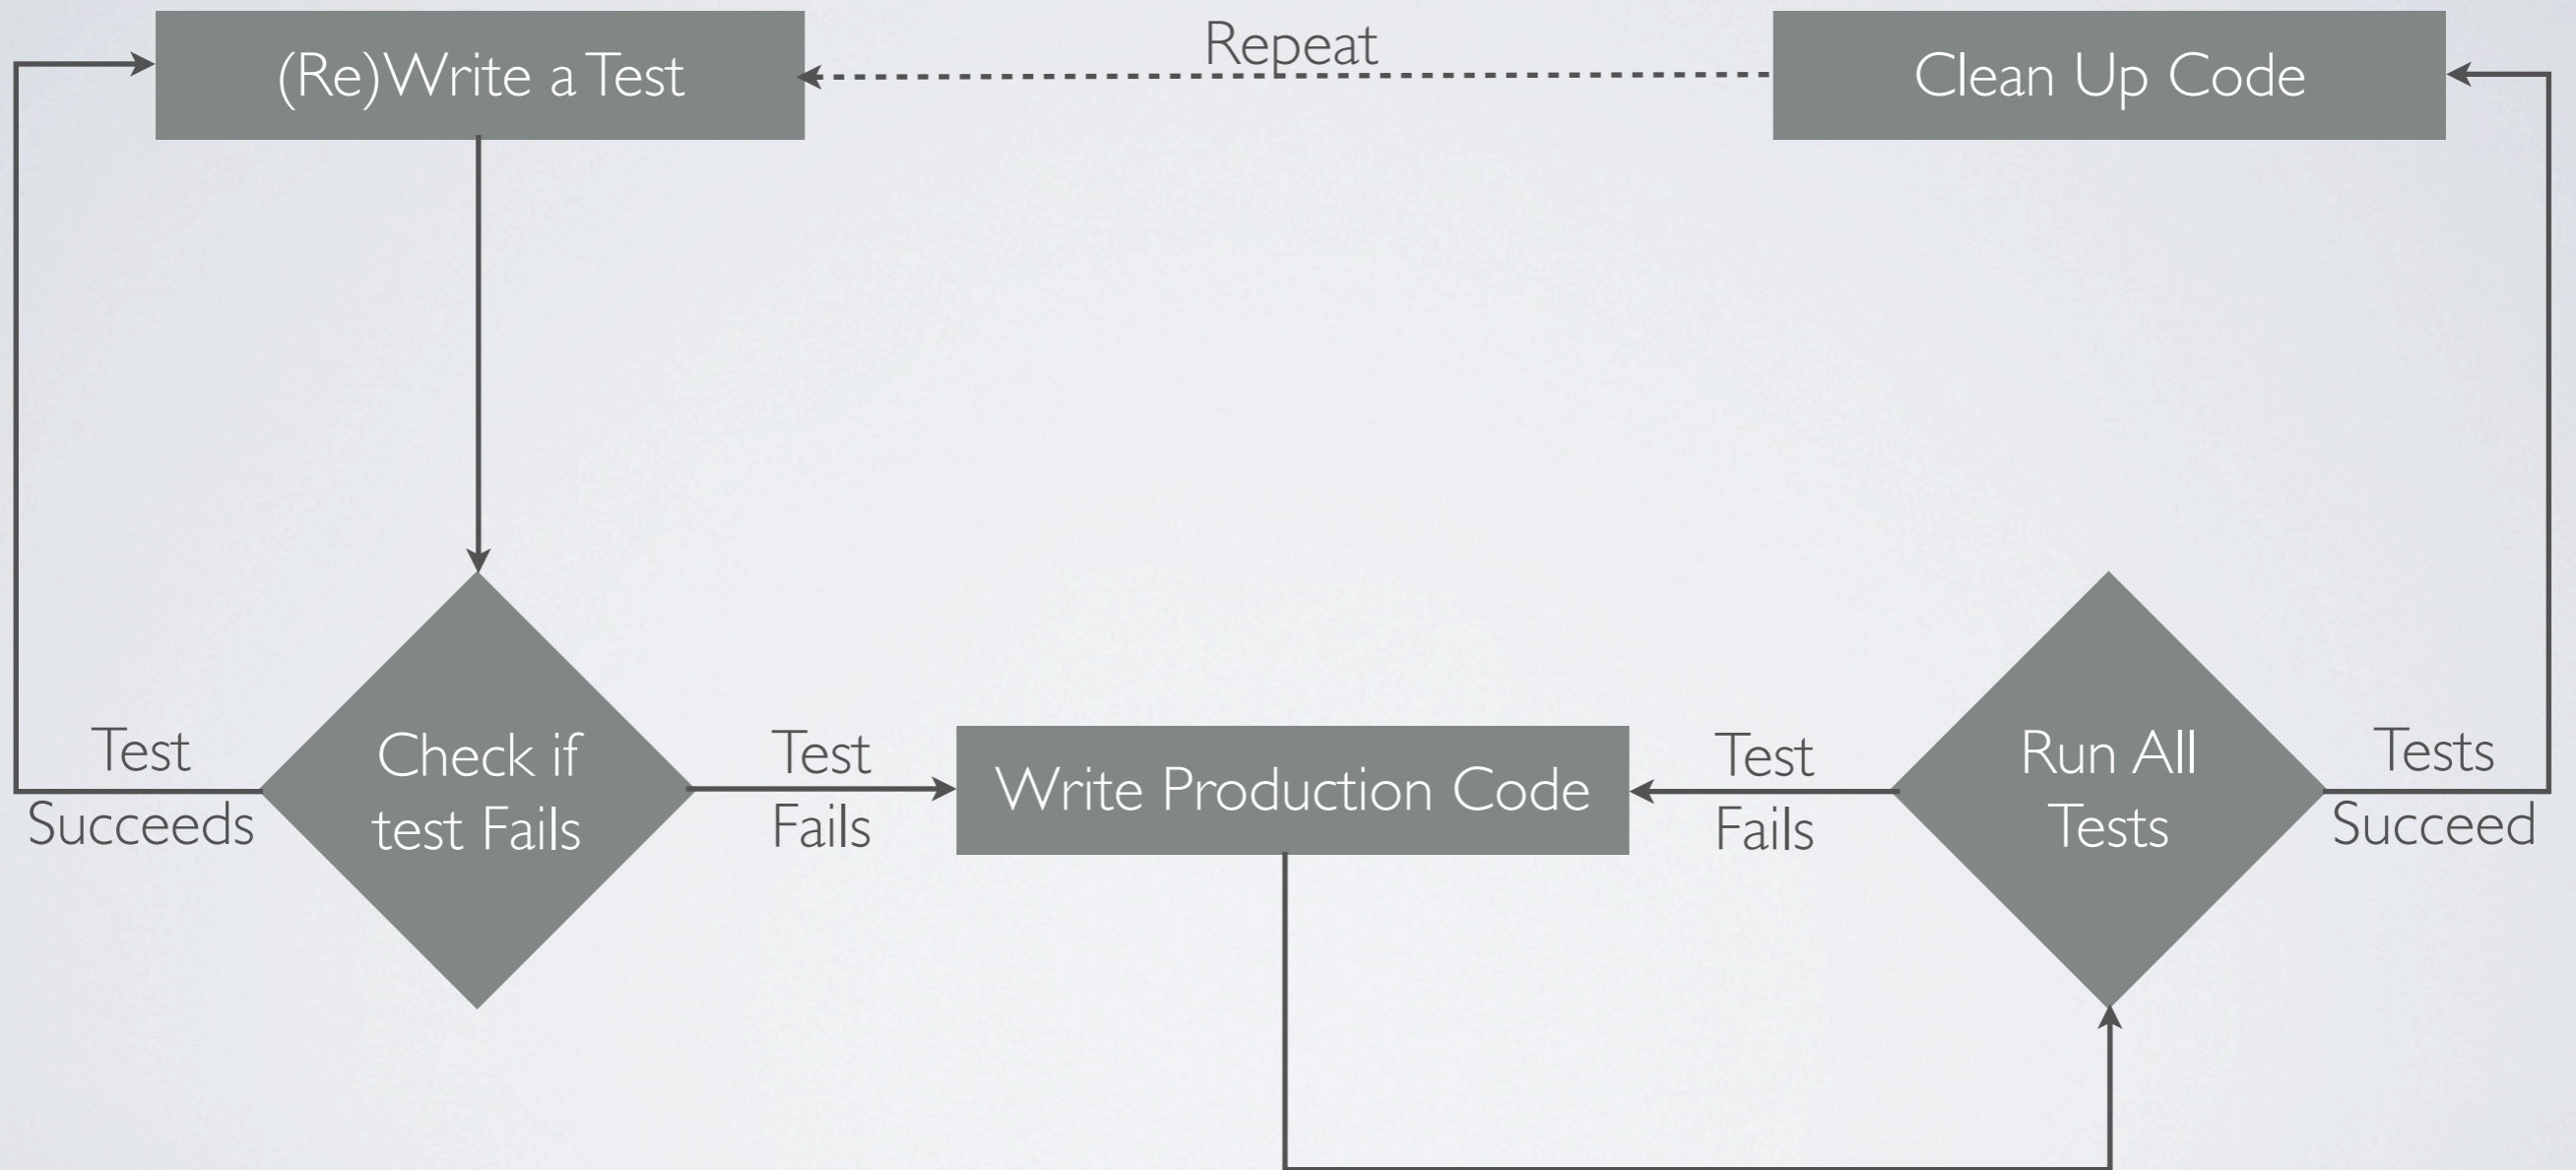 (Re)Write a Test
Repeat
Clean Up Code
Test
Succeeds
Check if
test Fails
Test
Fails
Write Production Code
Test
Fails
Run All
Tests
Tests
Succeed